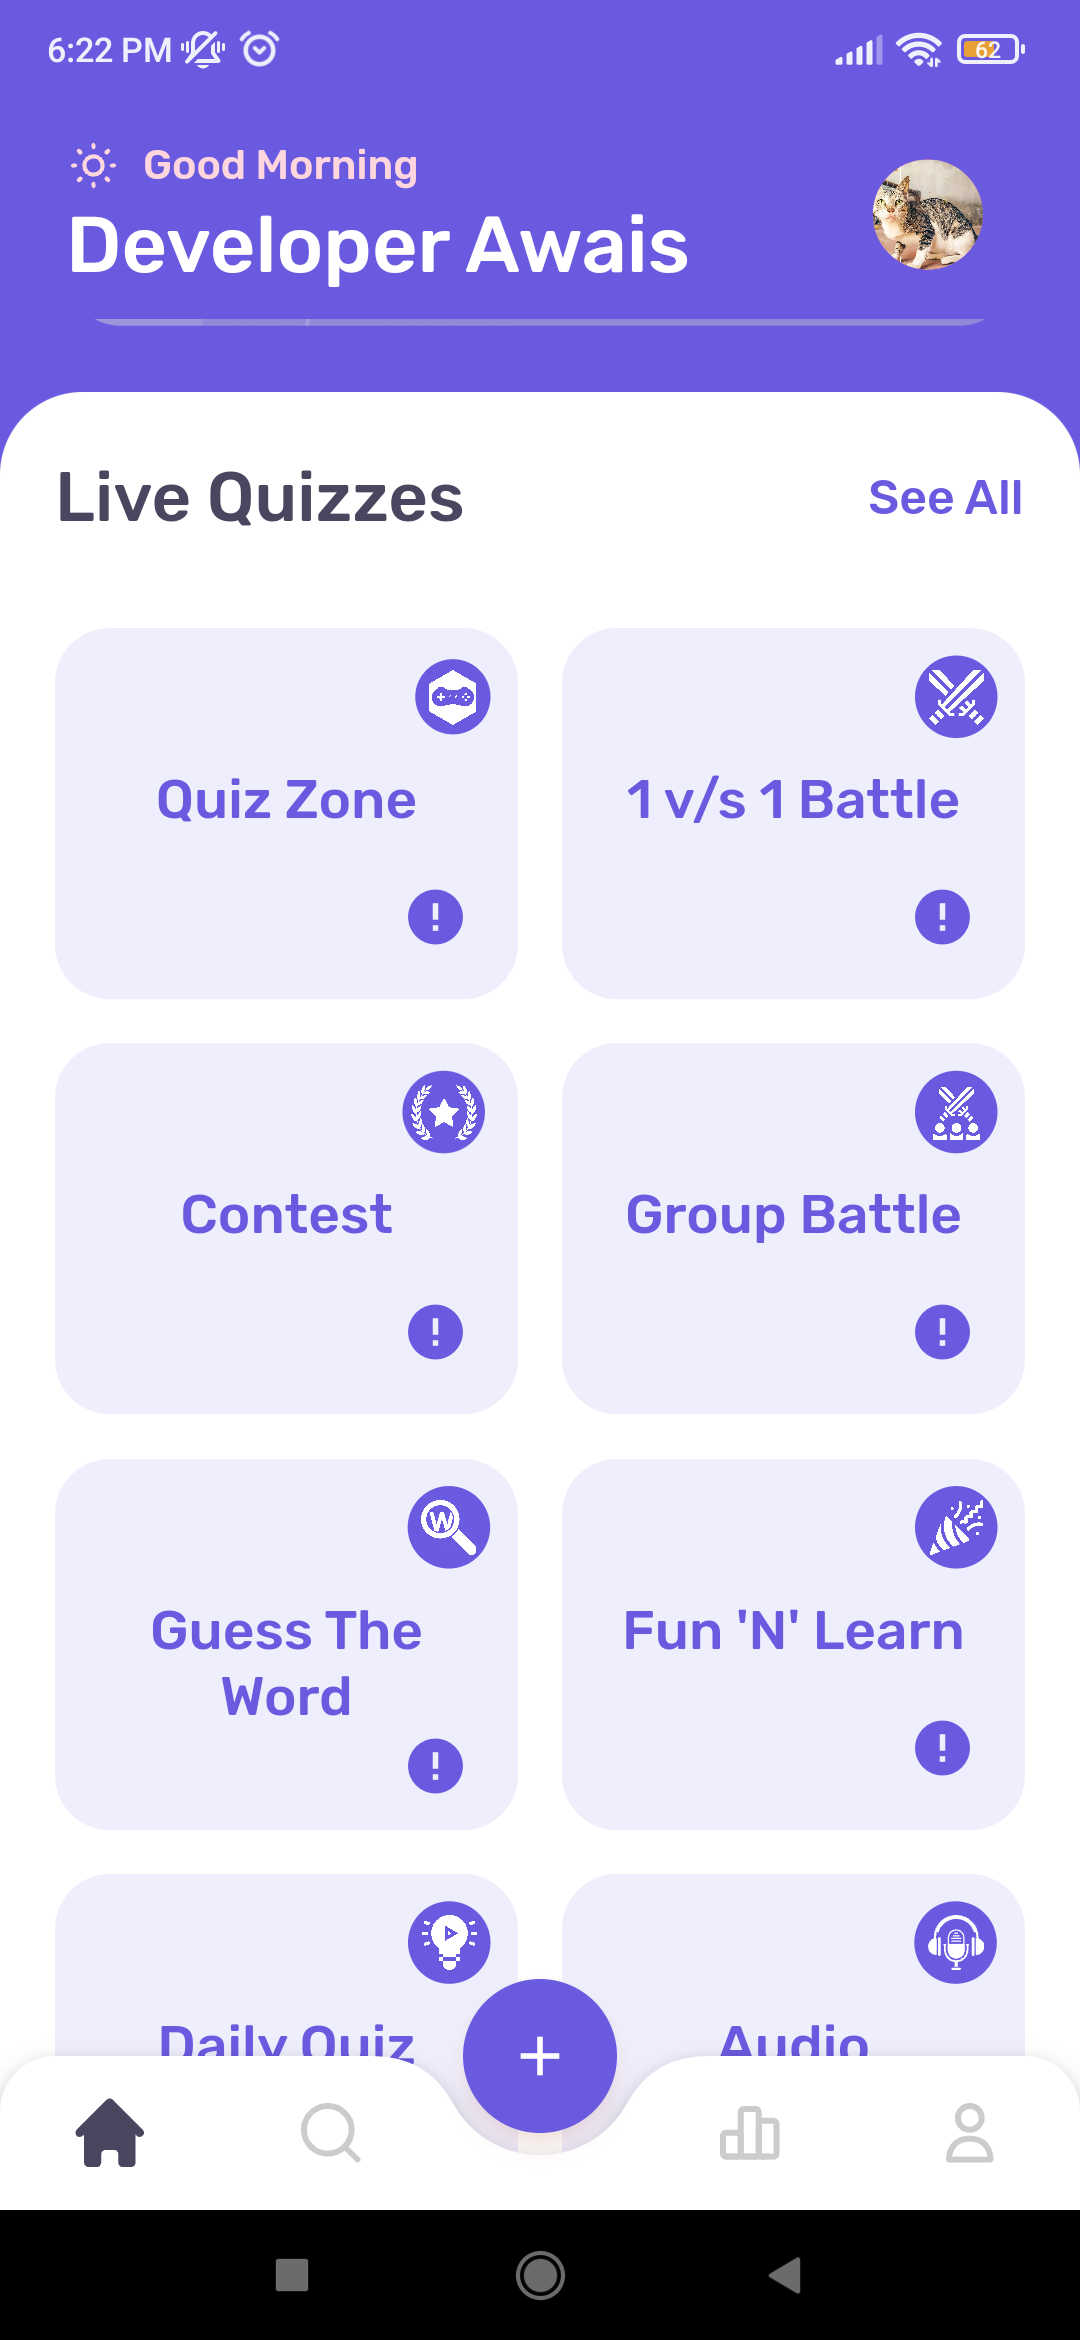 6:22 PM
62
Good Morning
Developer Awais
Live Quizzes
See All
Quiz Zone
1 v/s 1 Battle
!
!
Contest
Group Battle
!
!
W
Guess The
Word
Fun 'N' Learn
!
!
Daily Quiz
Audio